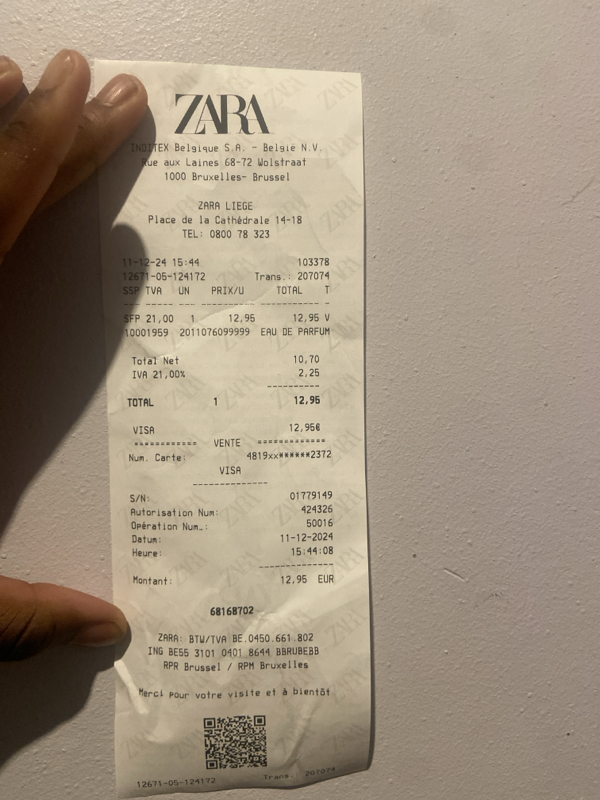 ZARA
INDITEX Belgique S.A. - België N.V.
Rue aux Laines 68-72 Wolstraat
1000 Bruxelles- Brussel
ZARA LIEGE
Place de la Cathédrale 14-18
TEL: 0800 78 323
11-12-24 15:44 103378
12671-05-124172 Trans.: 207074
SSP TVA UN PRIX/U TOTAL T
SFP 21,00 1 12,95 12,95 V
10001959 2011076099999 EAU DE PARFUM
Total Net 10,70
IVA 21,00% 2,25
TOTAL 1 12,95
VISA 12,95€
============ VENTE ============
Num. Carte: 4819xx******2372
VISA
S/N: 01779149
Autorisation Num: 424326
Opération Num.: 50016
Datum: 11-12-2024
Heure: 15:44:08
Montant: 12,95 EUR
68168702
ZARA: BTW/TVA BE.0450.661.802
ING BE55 3101 0401 8644 BBRUBEBB
RPR Brussel / RPM Bruxelles
Merci pour votre visite et à bientôt
12671-05-124172 Trans. 207074